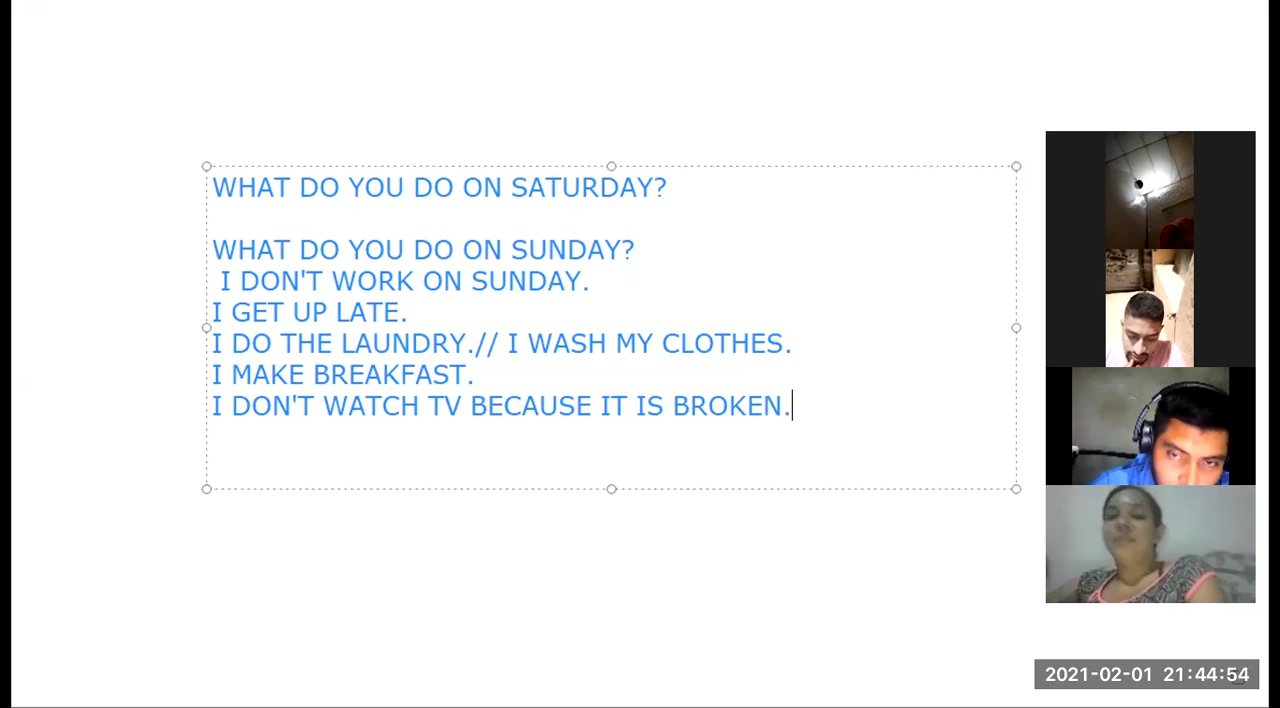 WHAT DO YOU DO ON SATURDAY?
WHAT DO YOU DO ON SUNDAY?
I DON'T WORK ON SUNDAY.
I GET UP LATE.
I DO THE LAUNDRY.// I WASH MY CLOTHES.
I MAKE BREAKFAST.
I DON'T WATCH TV BECAUSE IT IS BROKEN.
2021-02-01 21:44:54